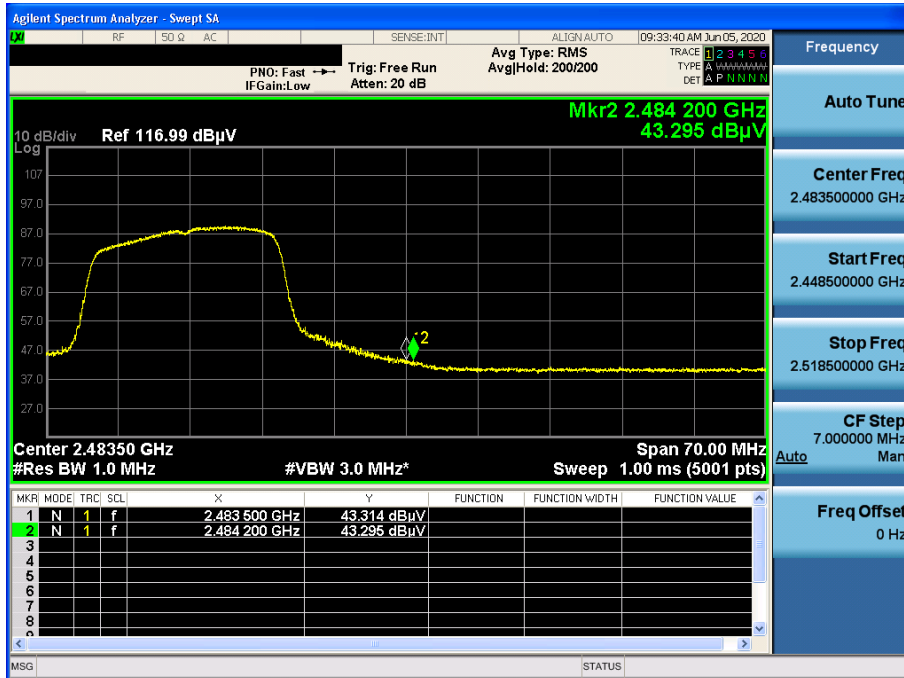 Agilent Spectrum Analyzer - Swept SA
LXI RF 50 Ω AC SENSE:INT ALIGN AUTO 09:33:40 AM Jun 05, 2020
PNO: Fast Trig: Free Run Avg Type: RMS TRACE 1 2 3 4 5 6
IFGain:Low Atten: 20 dB Avg|Hold: 200/200 TYPE A WWWWW
DET A P N N N N
Mkr2 2.484 200 GHz
43.295 dBµV
10 dB/div Ref 116.99 dBµV
Log
107
97.0
87.0
77.0
67.0
57.0
47.0
37.0
27.0
2
Center 2.48350 GHz Span 70.00 MHz
#Res BW 1.0 MHz #VBW 3.0 MHz* Sweep 1.00 ms (5001 pts)
MKR MODE TRC SCL X Y FUNCTION FUNCTION WIDTH FUNCTION VALUE
1 N 1 f 2.483 500 GHz 43.314 dBµV
2 N 1 f 2.484 200 GHz 43.295 dBµV
3
4
5
6
7
8
MSG STATUS
Frequency
Auto Tune
Center Freq
2.483500000 GHz
Start Freq
2.448500000 GHz
Stop Freq
2.518500000 GHz
CF Step
7.000000 MHz
Auto Man
Freq Offset
0 Hz